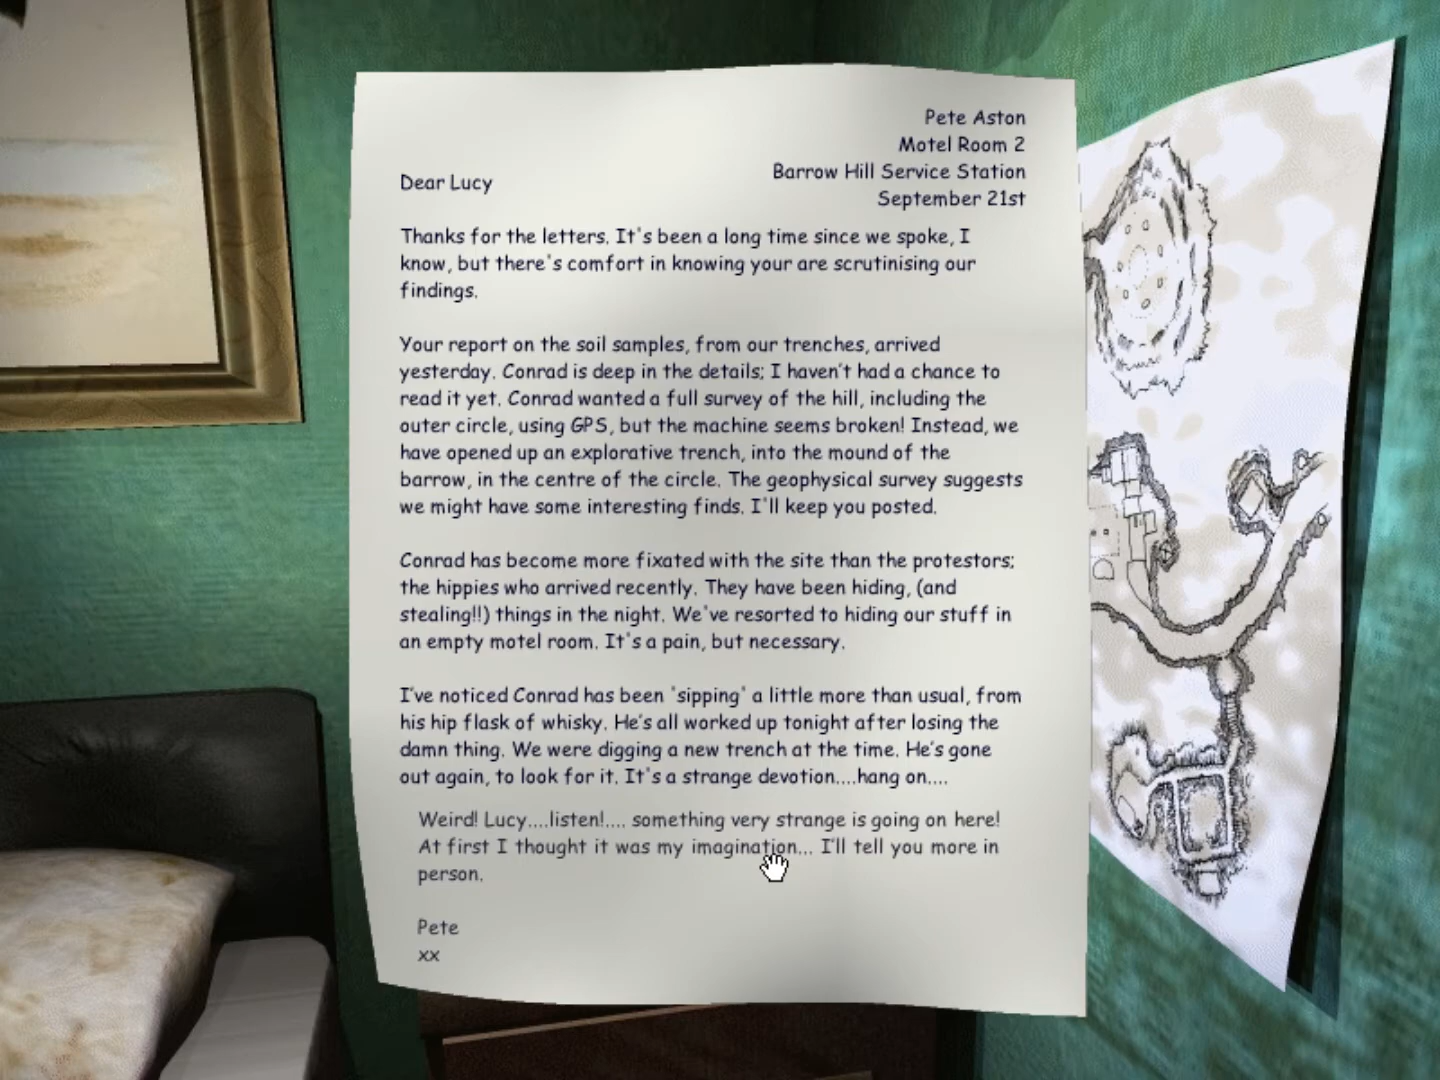 Pete Aston
Motel Room 2
Barrow Hill Service Station
September 21st
Dear Lucy
Thanks for the letters. It's been a long time since we spoke, I
know, but there's comfort in knowing your are scrutinising our
findings.
Your report on the soil samples, from our trenches, arrived
yesterday. Conrad is deep in the details; I haven't had a chance to
read it yet. Conrad wanted a full survey of the hill, including the
outer circle, using GPS, but the machine seems broken! Instead, we
have opened up an explorative trench, into the mound of the
barrow, in the centre of the circle. The geophysical survey suggests
we might have some interesting finds. I'll keep you posted.
Conrad has become more fixated with the site than the protestors;
the hippies who arrived recently. They have been hiding, (and
stealing!!) things in the night. We've resorted to hiding our stuff in
an empty motel room. It's a pain, but necessary.
I've noticed Conrad has been 'sipping' a little more than usual, from
his hip flask of whisky. He's all worked up tonight after losing the
damn thing. We were digging a new trench at the time. He's gone
out again, to look for it. It's a strange devotion....hang on....
Weird! Lucy....listen!.... something very strange is going on here!
At first I thought it was my imagination... I'll tell you more in
person.
Pete
xx